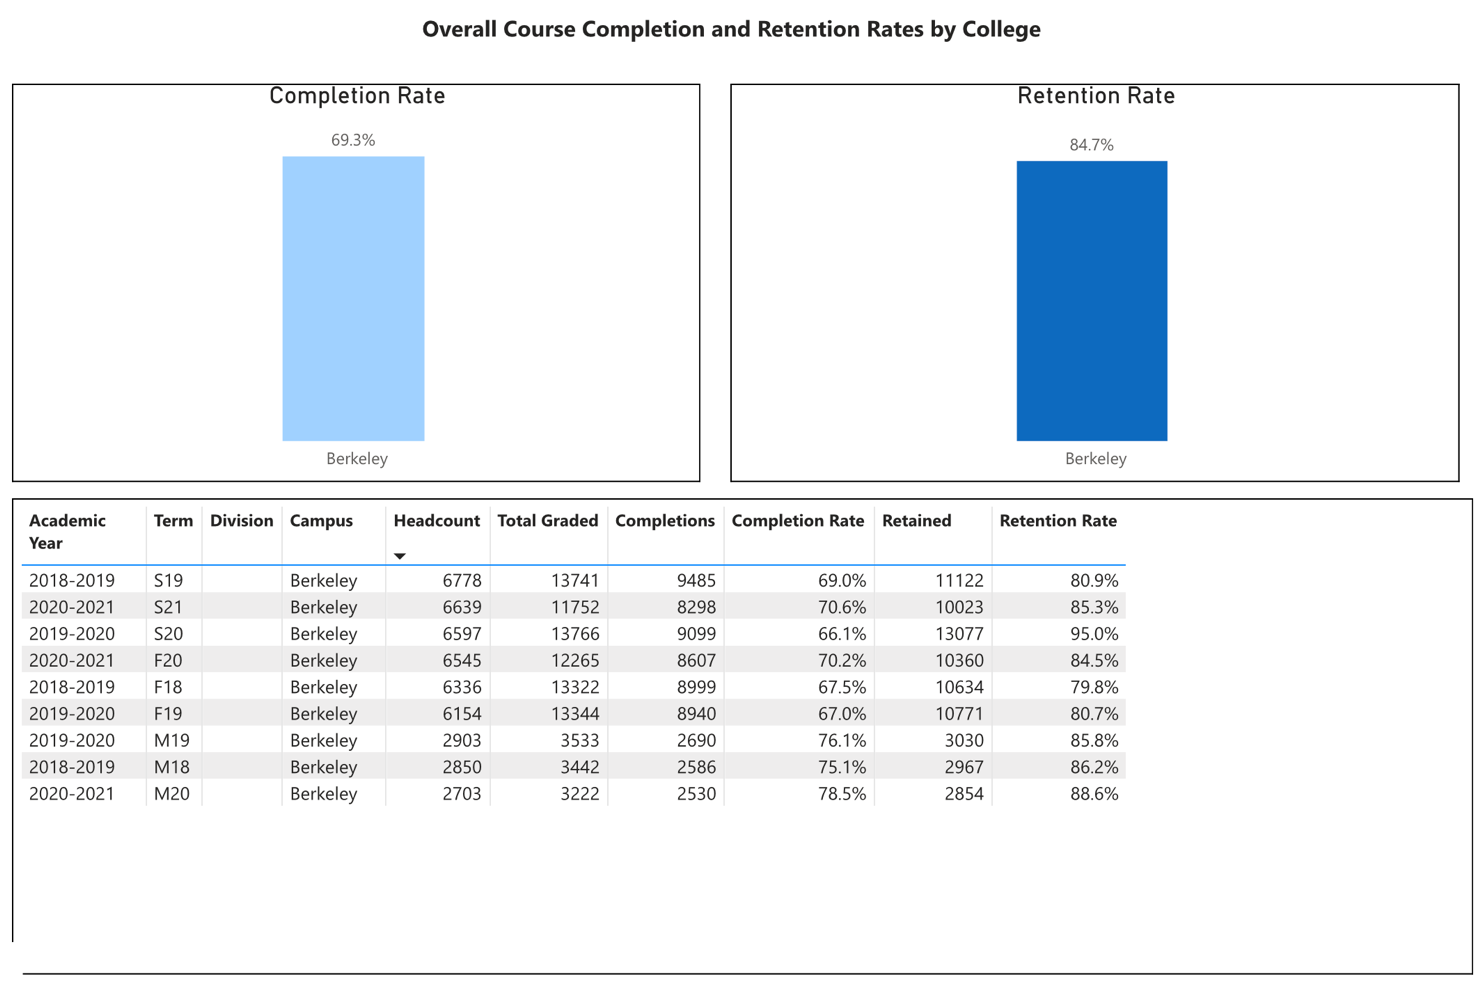 Overall Course Completion and Retention Rates by College
Completion Rate
69.3%
Berkeley
Retention Rate
84.7%
Berkeley
Academic Year Term Division Campus Headcount Total Graded Completions Completion Rate Retained Retention Rate
2018-2019 S19 Berkeley 6778 13741 9485 69.0% 11122 80.9%
2020-2021 S21 Berkeley 6639 11752 8298 70.6% 10023 85.3%
2019-2020 S20 Berkeley 6597 13766 9099 66.1% 13077 95.0%
2020-2021 F20 Berkeley 6545 12265 8607 70.2% 10360 84.5%
2018-2019 F18 Berkeley 6336 13322 8999 67.5% 10634 79.8%
2019-2020 F19 Berkeley 6154 13344 8940 67.0% 10771 80.7%
2019-2020 M19 Berkeley 2903 3533 2690 76.1% 3030 85.8%
2018-2019 M18 Berkeley 2850 3442 2586 75.1% 2967 86.2%
2020-2021 M20 Berkeley 2703 3222 2530 78.5% 2854 88.6%